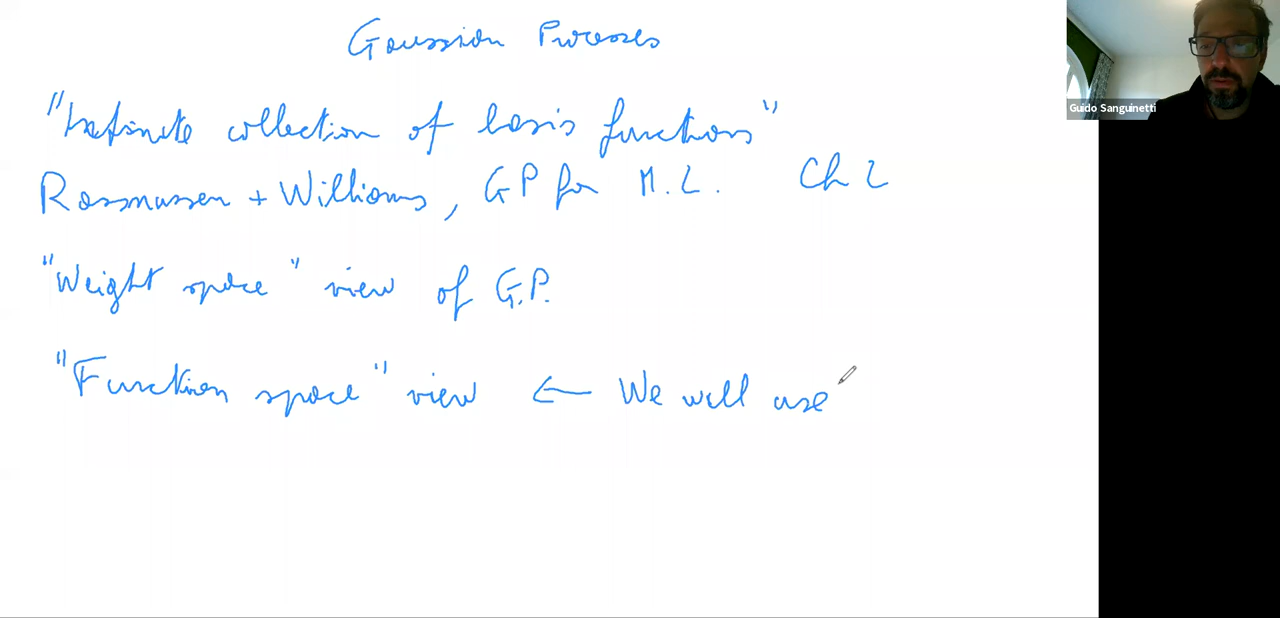 Gaussian Processes
"Infinite collection of basis functions"
Rasmussen + Williams, GP for M.L. Ch 2
"Weight space" view of G.P.
"Function space" view ← We will use
Guido Sanguinetti